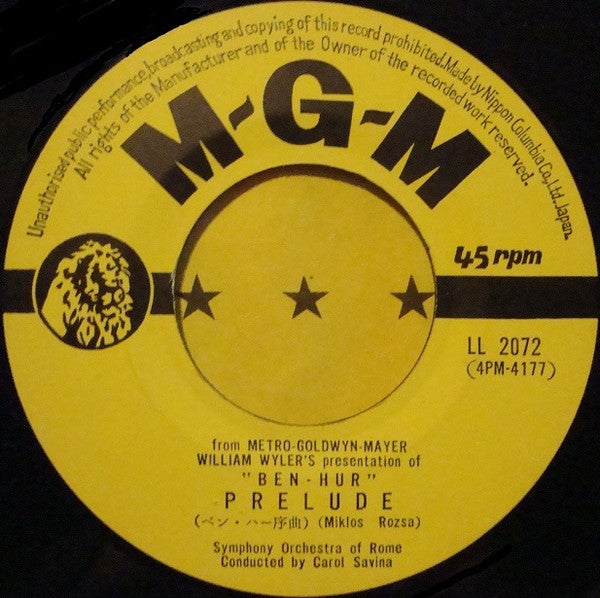 Unauthorised public performance, broadcasting and copying of this record prohibited. Made by Nippon Columbia Co., Ltd. Japan.
All rights of the Manufacturer and of the Owner of the recorded work reserved.
M-G-M
45 rpm
LL 2072
(4PM-4177)
from METRO-GOLDWYN-MAYER
WILLIAM WYLER'S presentation of
"BEN-HUR"
PRELUDE
(ベン・ハー序曲) (Miklos Rozsa)
Symphony Orchestra of Rome
Conducted by Carol Savina